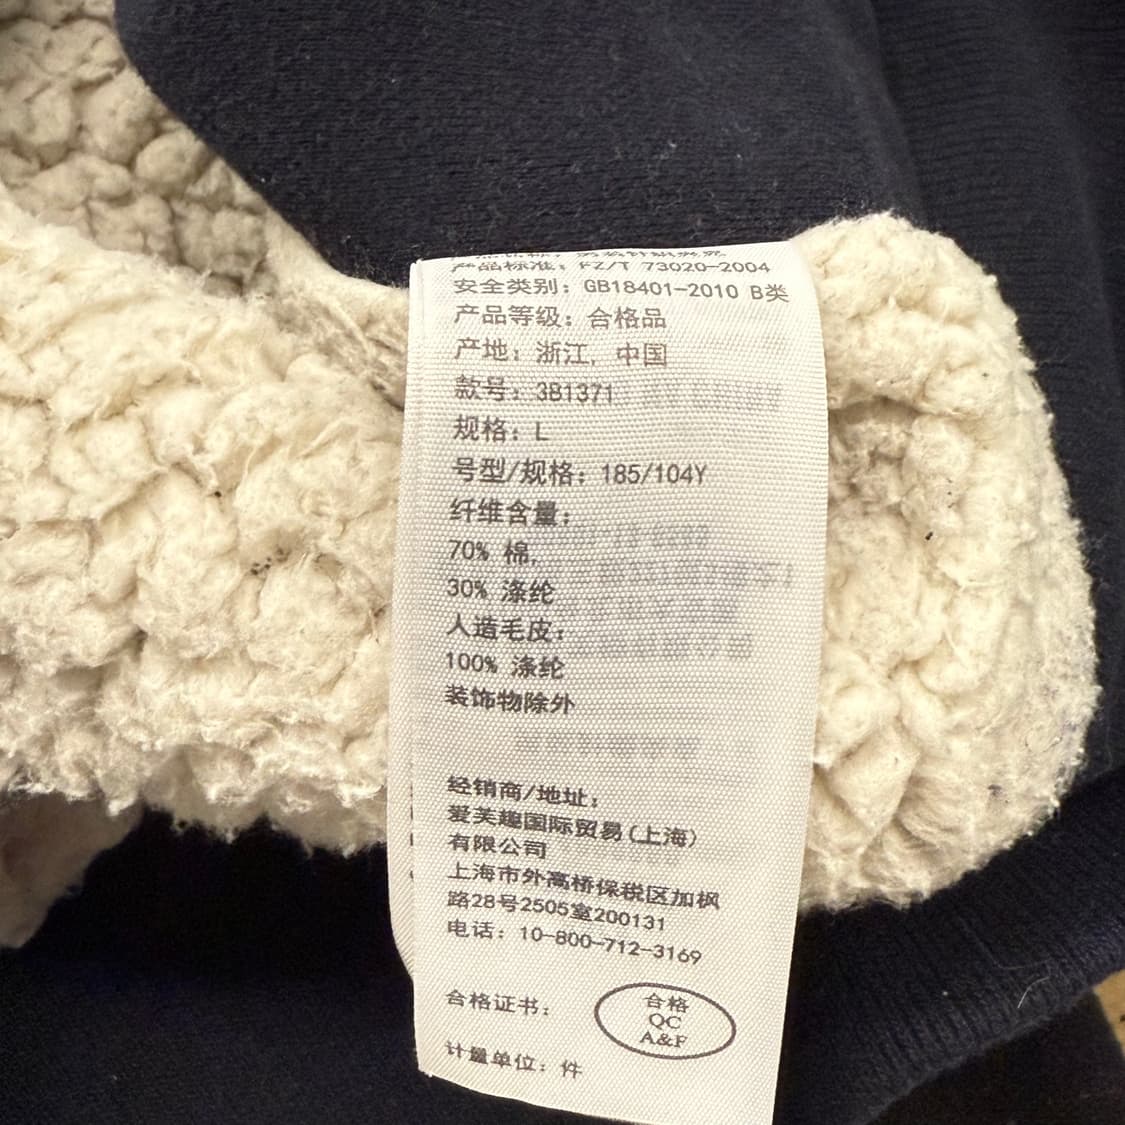 产品标准: FZ/T 73020-2004
安全类别: GB18401-2010 B类
产品等级: 合格品
产地: 浙江, 中国
款号: 3B1371
规格: L
号型/规格: 185/104Y
纤维含量:
70% 棉,
30% 涤纶
人造毛皮:
100% 涤纶
装饰物除外
经销商/地址:
爱芙趣国际贸易(上海)
有限公司
上海市外高桥保税区加枫
路28号2505室200131
电话: 10-800-712-3169
合格证书:
合格
QC
A&F
计量单位: 件